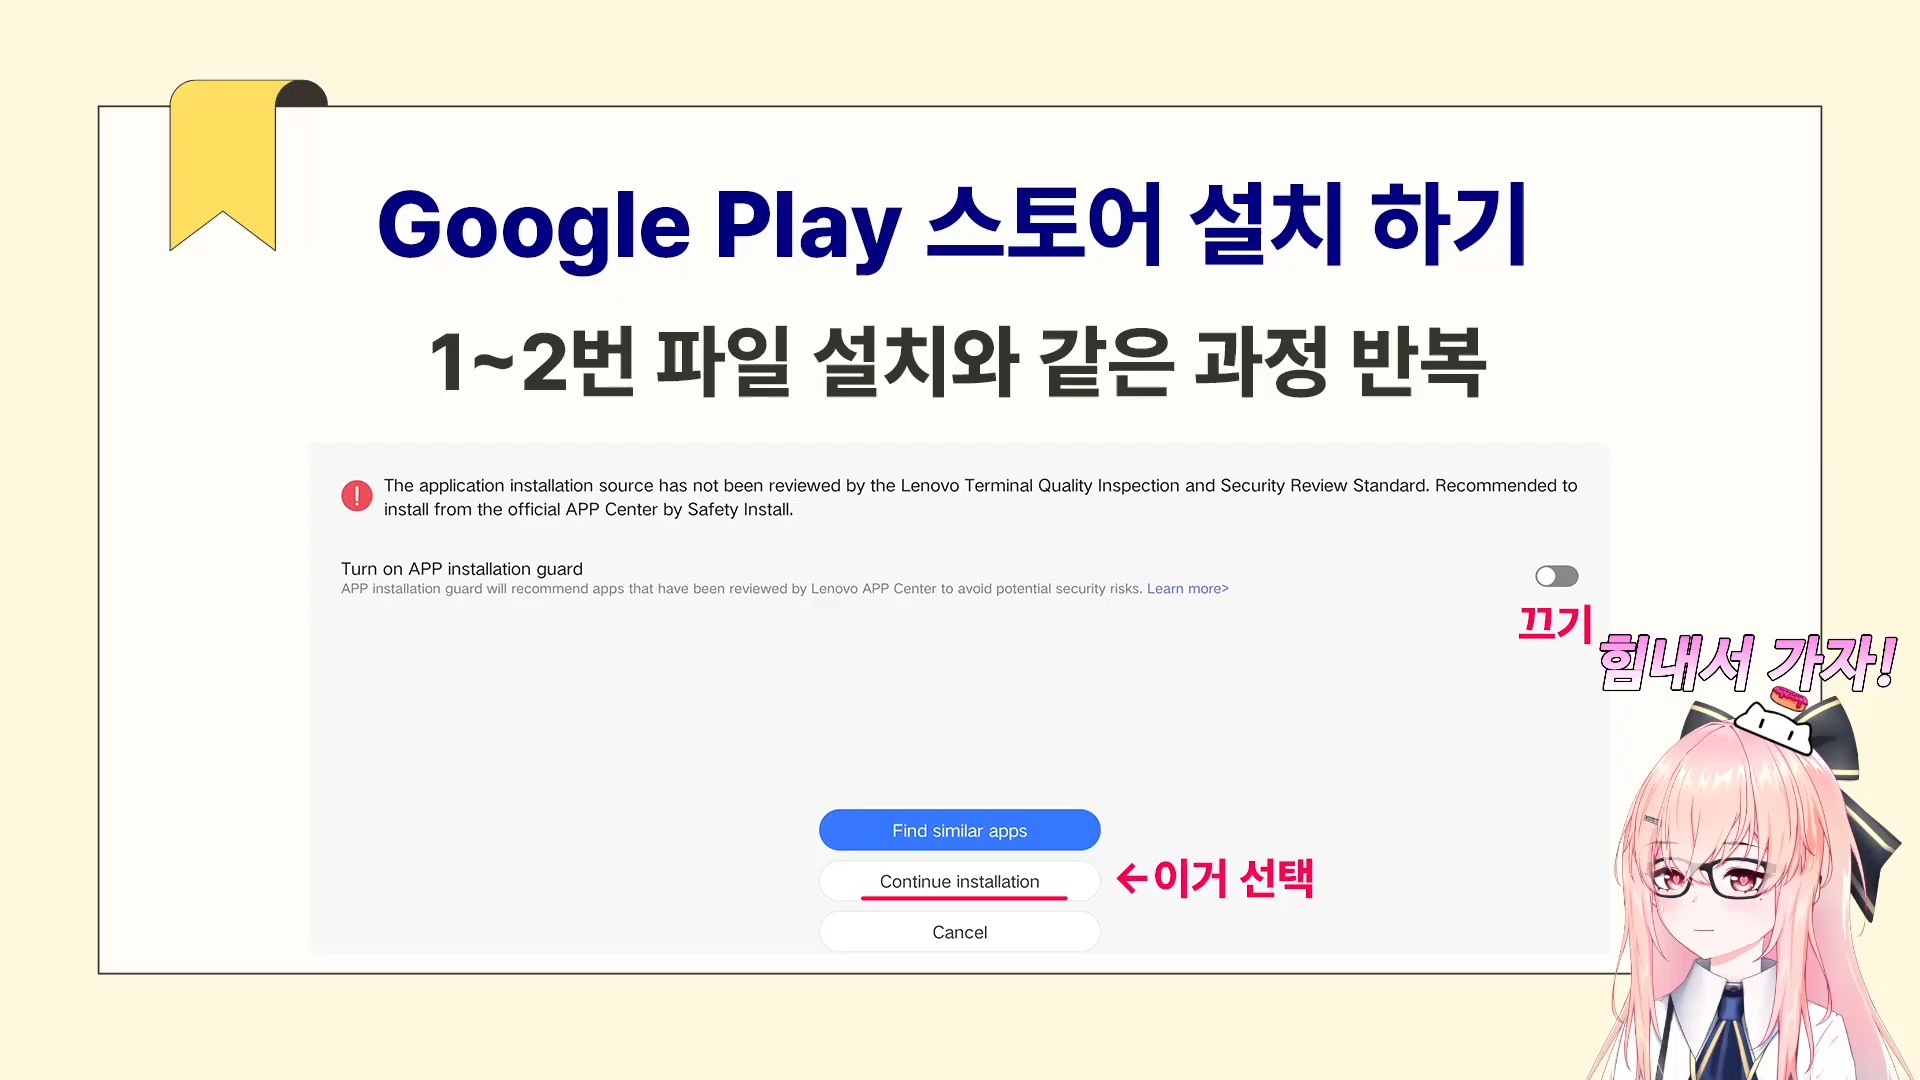 Google Play 스토어 설치 하기
1~2번 파일 설치와 같은 과정 반복
The application installation source has not been reviewed by the Lenovo Terminal Quality Inspection and Security Review Standard. Recommended to
install from the official APP Center by Safety Install.
Turn on APP installation guard
APP installation guard will recommend apps that have been reviewed by Lenovo APP Center to avoid potential security risks. Learn more>
끄기
힘내서 가자!
Find similar apps
Continue installation
←이거 선택
Cancel